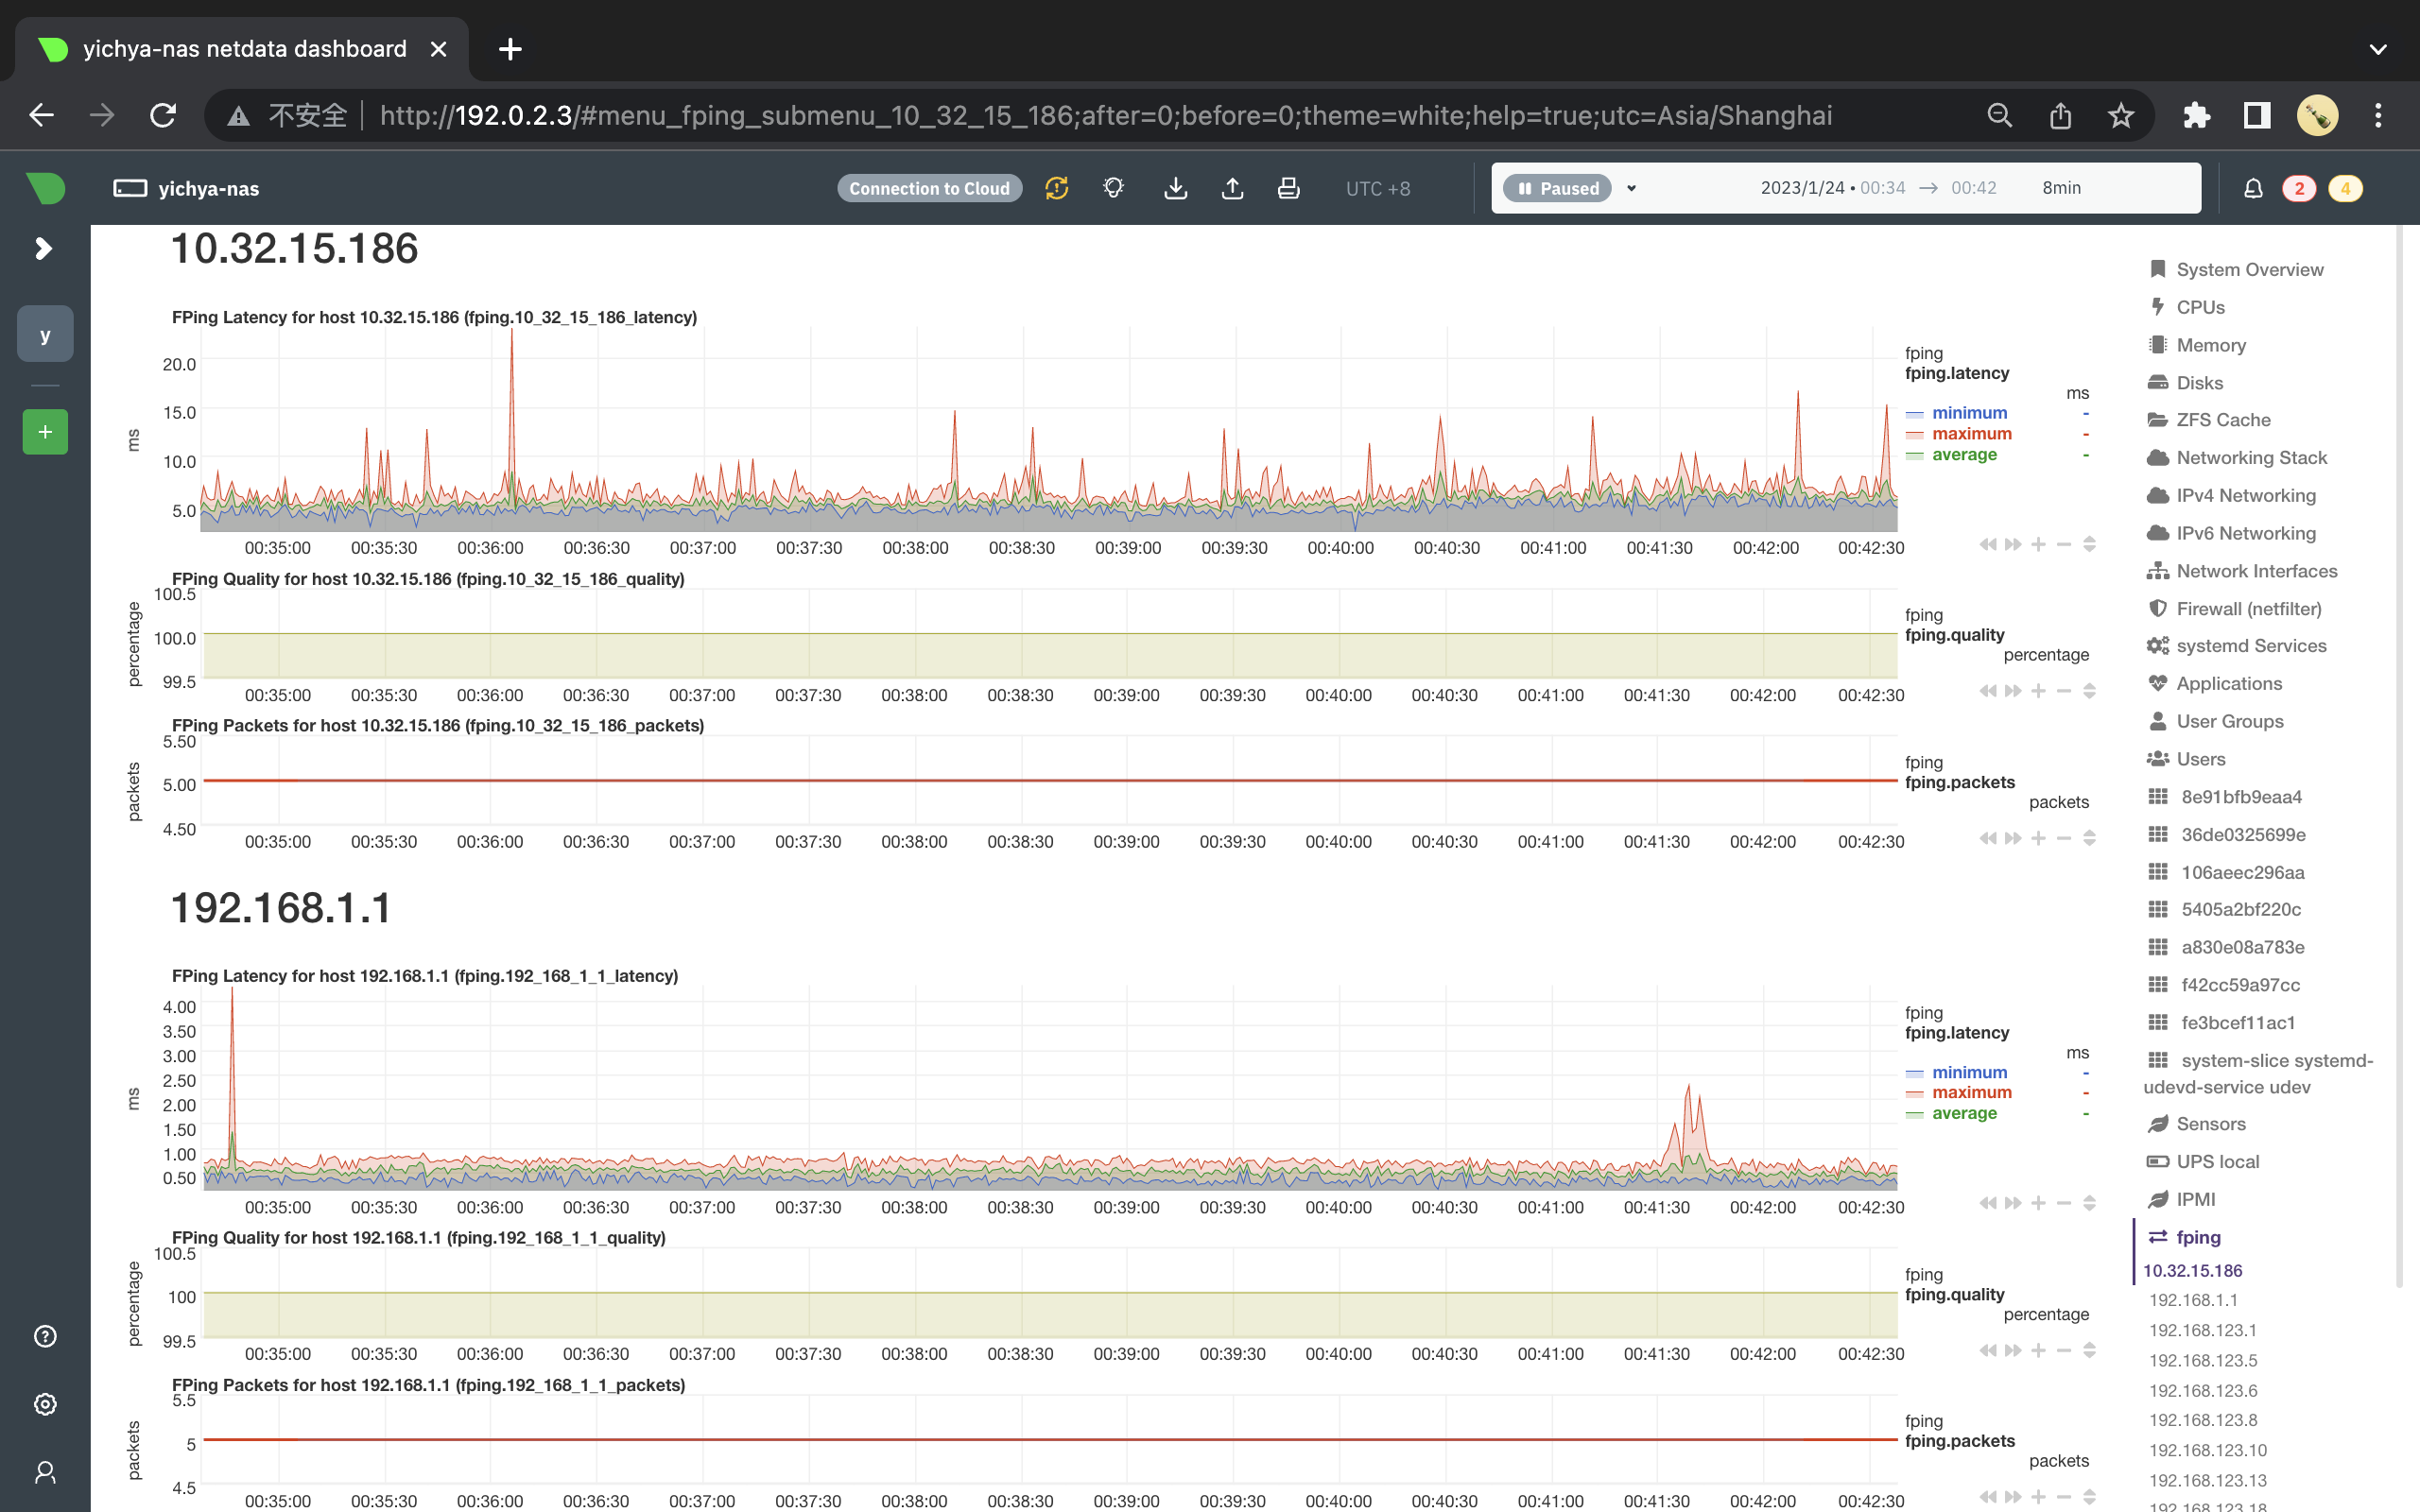 yichya-nas netdata dashboard
不安全 http://192.0.2.3/#menu_fping_submenu_10_32_15_186;after=0;before=0;theme=white;help=true;utc=Asia/Shanghai
yichya-nas
Connection to Cloud
UTC +8
Paused
2023/1/24 • 00:34 → 00:42 8min
2
4
y
+
10.32.15.186
FPing Latency for host 10.32.15.186 (fping.10_32_15_186_latency)
ms
20.0
15.0
10.0
5.0
00:35:00 00:35:30 00:36:00 00:36:30 00:37:00 00:37:30 00:38:00 00:38:30 00:39:00 00:39:30 00:40:00 00:40:30 00:41:00 00:41:30 00:42:00 00:42:30
fping
fping.latency
ms
minimum -
maximum -
average -
FPing Quality for host 10.32.15.186 (fping.10_32_15_186_quality)
percentage
100.5
100.0
99.5
00:35:00 00:35:30 00:36:00 00:36:30 00:37:00 00:37:30 00:38:00 00:38:30 00:39:00 00:39:30 00:40:00 00:40:30 00:41:00 00:41:30 00:42:00 00:42:30
fping
fping.quality
percentage
FPing Packets for host 10.32.15.186 (fping.10_32_15_186_packets)
packets
5.50
5.00
4.50
00:35:00 00:35:30 00:36:00 00:36:30 00:37:00 00:37:30 00:38:00 00:38:30 00:39:00 00:39:30 00:40:00 00:40:30 00:41:00 00:41:30 00:42:00 00:42:30
fping
fping.packets
packets
192.168.1.1
FPing Latency for host 192.168.1.1 (fping.192_168_1_1_latency)
ms
4.00
3.50
3.00
2.50
2.00
1.50
1.00
0.50
00:35:00 00:35:30 00:36:00 00:36:30 00:37:00 00:37:30 00:38:00 00:38:30 00:39:00 00:39:30 00:40:00 00:40:30 00:41:00 00:41:30 00:42:00 00:42:30
fping
fping.latency
ms
minimum -
maximum -
average -
FPing Quality for host 192.168.1.1 (fping.192_168_1_1_quality)
percentage
100.5
100
99.5
00:35:00 00:35:30 00:36:00 00:36:30 00:37:00 00:37:30 00:38:00 00:38:30 00:39:00 00:39:30 00:40:00 00:40:30 00:41:00 00:41:30 00:42:00 00:42:30
fping
fping.quality
percentage
FPing Packets for host 192.168.1.1 (fping.192_168_1_1_packets)
packets
5.5
5
4.5
00:35:00 00:35:30 00:36:00 00:36:30 00:37:00 00:37:30 00:38:00 00:38:30 00:39:00 00:39:30 00:40:00 00:40:30 00:41:00 00:41:30 00:42:00 00:42:30
fping
fping.packets
packets
System Overview
CPUs
Memory
Disks
ZFS Cache
Networking Stack
IPv4 Networking
IPv6 Networking
Network Interfaces
Firewall (netfilter)
systemd Services
Applications
User Groups
Users
8e91bfb9eaa4
36de0325699e
106aeec296aa
5405a2bf220c
a830e08a783e
f42cc59a97cc
fe3bcef11ac1
system-slice systemd-
udevd-service udev
Sensors
UPS local
IPMI
fping
10.32.15.186
192.168.1.1
192.168.123.1
192.168.123.5
192.168.123.6
192.168.123.8
192.168.123.10
192.168.123.13
192.168.123.18